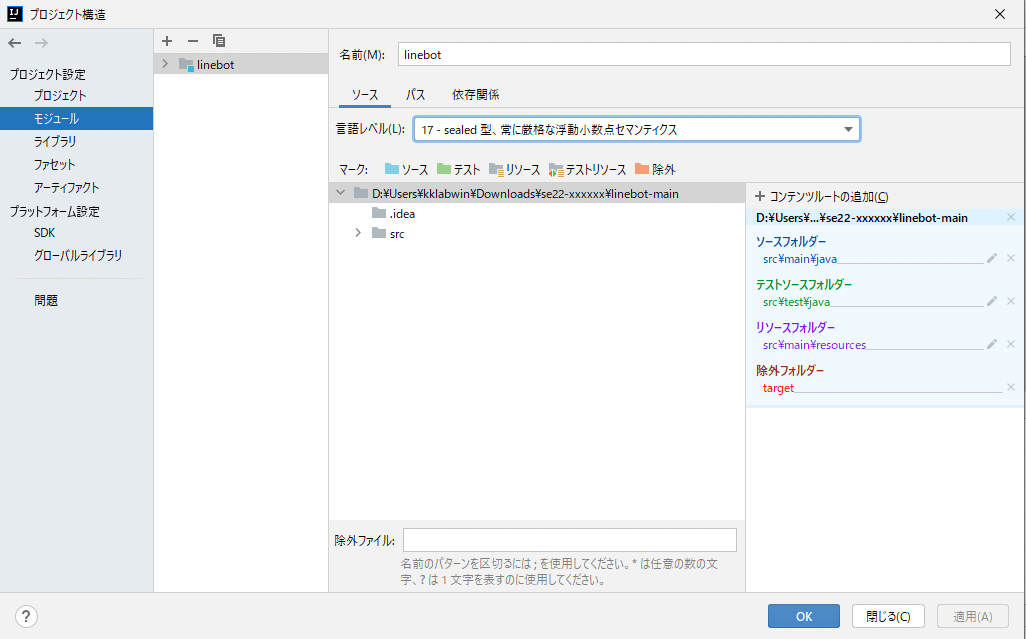 プロジェクト構造
プロジェクト設定
プロジェクト
モジュール
ライブラリ
ファセット
アーティファクト
プラットフォーム設定
SDK
グローバルライブラリ
問題
linebot
名前(M):
linebot
ソース
パス
依存関係
言語レベル(L):
17 - sealed 型、常に厳格な浮動小数点セマンティクス
マーク:
ソース
テスト
リソース
テストリソース
除外
D:¥Users¥kklabwin¥Downloads¥se22-xxxxxx¥linebot-main
.idea
src
除外ファイル:
名前のパターンを区切るには ; を使用してください。* は任意の数の文
字、? は 1 文字を表すのに使用してください。
コンテンツルートの追加(C)
D:¥Users¥...¥se22-xxxxxx¥linebot-main
ソースフォルダー
src¥main¥java
テストソースフォルダー
src¥test¥java
リソースフォルダー
src¥main¥resources
除外フォルダー
target
?
OK
閉じる(C)
適用(A)